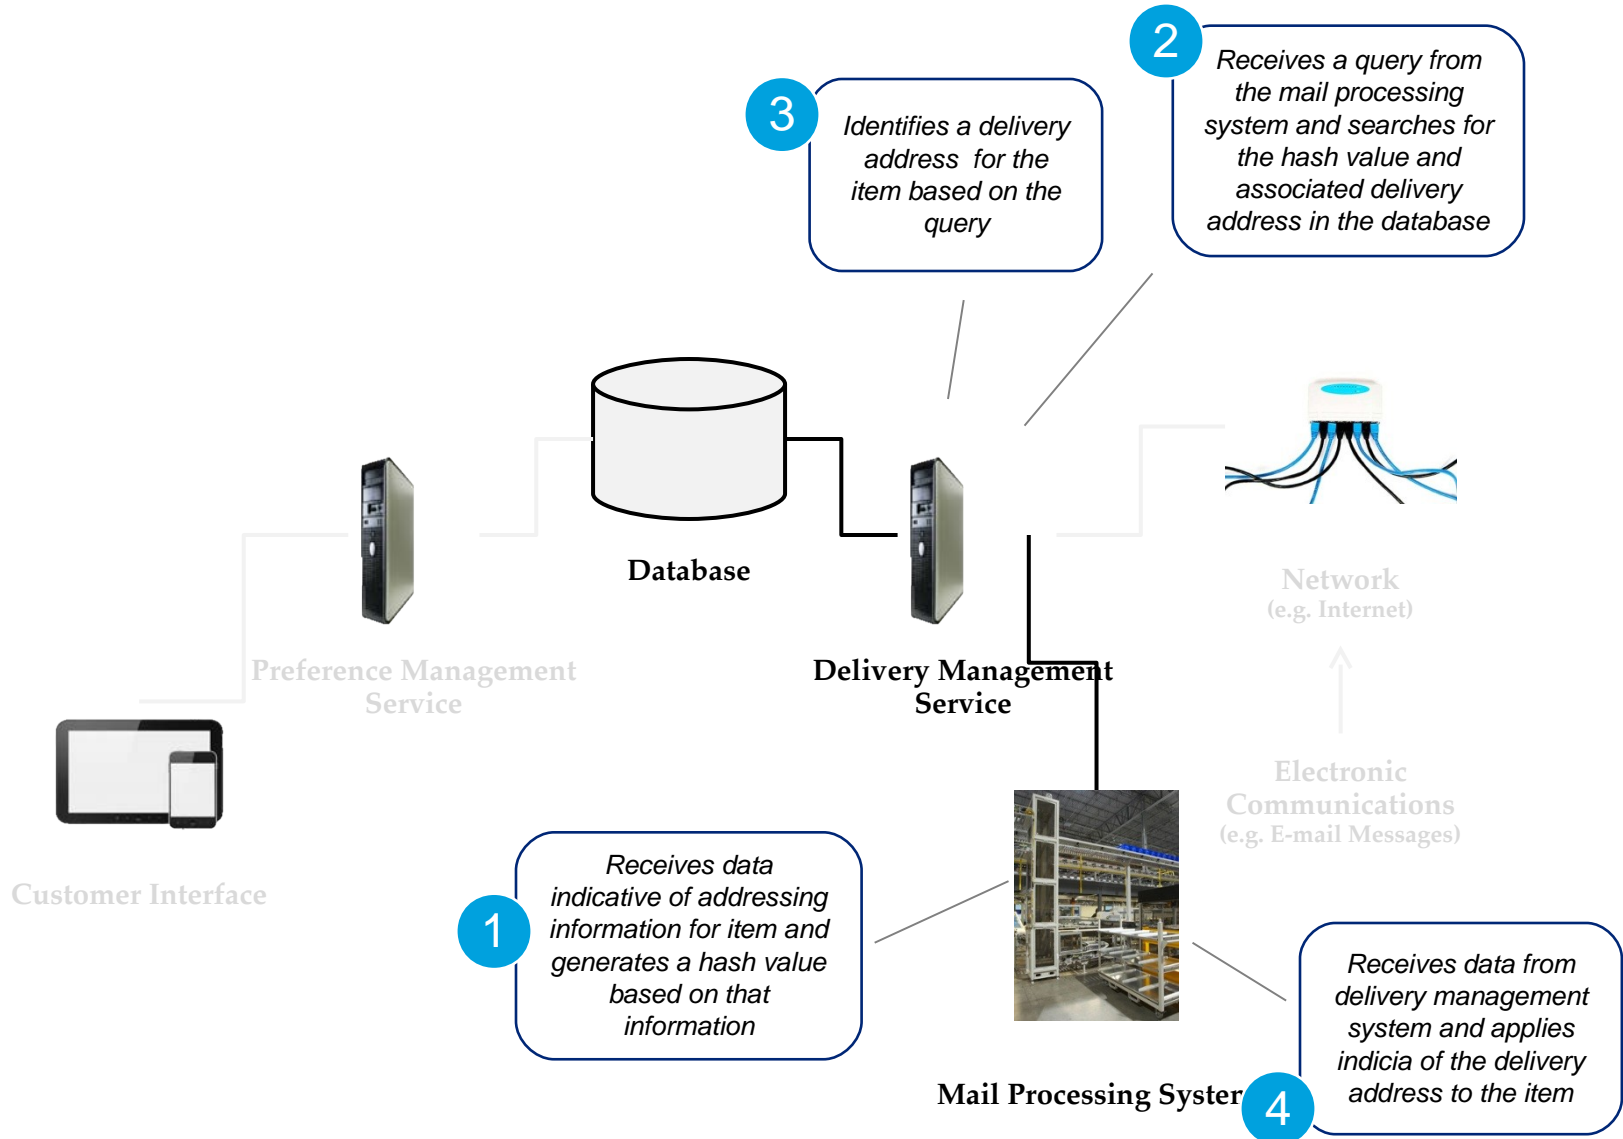 2
Receives a query from
the mail processing
system and searches for
the hash value and
associated delivery
address in the database
3
Identifies a delivery
address for the
item based on the
query
Database
Network
(e.g. Internet)
Preference Management
Service
Delivery Management
Service
Electronic
Communications
(e.g. E-mail Messages)
Customer Interface
1
Receives data
indicative of addressing
information for item and
generates a hash value
based on that
information
Receives data from
delivery management
system and applies
indicia of the delivery
address to the item
Mail Processing System
4